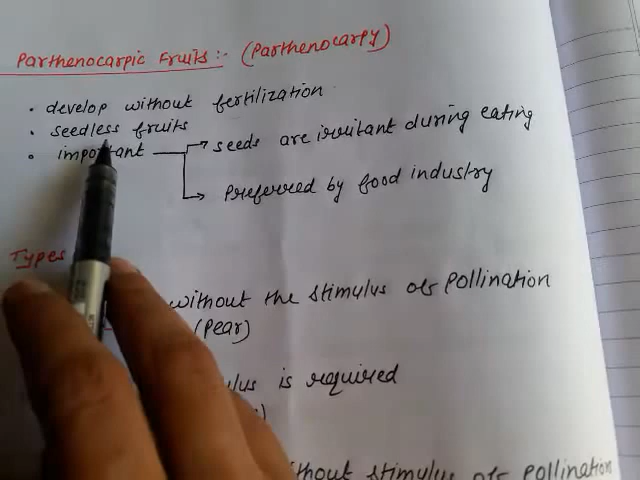 Parthenocarpic Fruits :- (Parthenocarpy)
• develop without fertilization
• seedless fruits
• important → seeds are irritant during eating
→ Preferred by food industry
Types
without the stimulus of pollination
(Pear)
is required
without stimulus of pollination